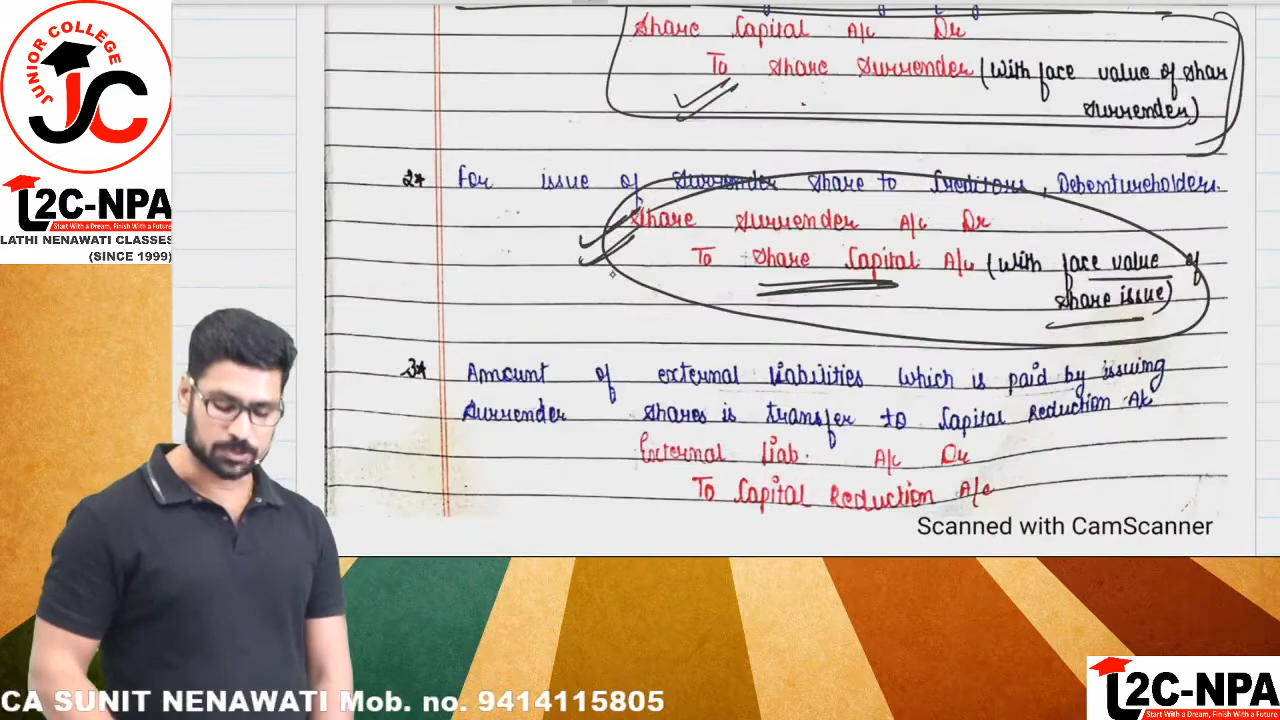 JUNIOR COLLEGE
JC
L2C-NPA
Start With a Dream, Finish With a Future
LATHI NENAWATI CLASSES
(SINCE 1999)
Share Capital A/c Dr
To Share Surrender (with face value of shar
surrender)
2* For issue of Surrender share to Creditors, Debentureholders.
Share Surrender A/c Dr
To Share Capital A/c (with face value of
share issue)
3* Amount of external liabilities which is paid by issuing
surrender shares is transfer to Capital Reduction A/c
External Liab. A/c Dr
To Capital Reduction A/c
Scanned with CamScanner
CA SUNIT NENAWATI Mob. no. 9414115805
L2C-NPA
Start With a Dream, Finish With a Future